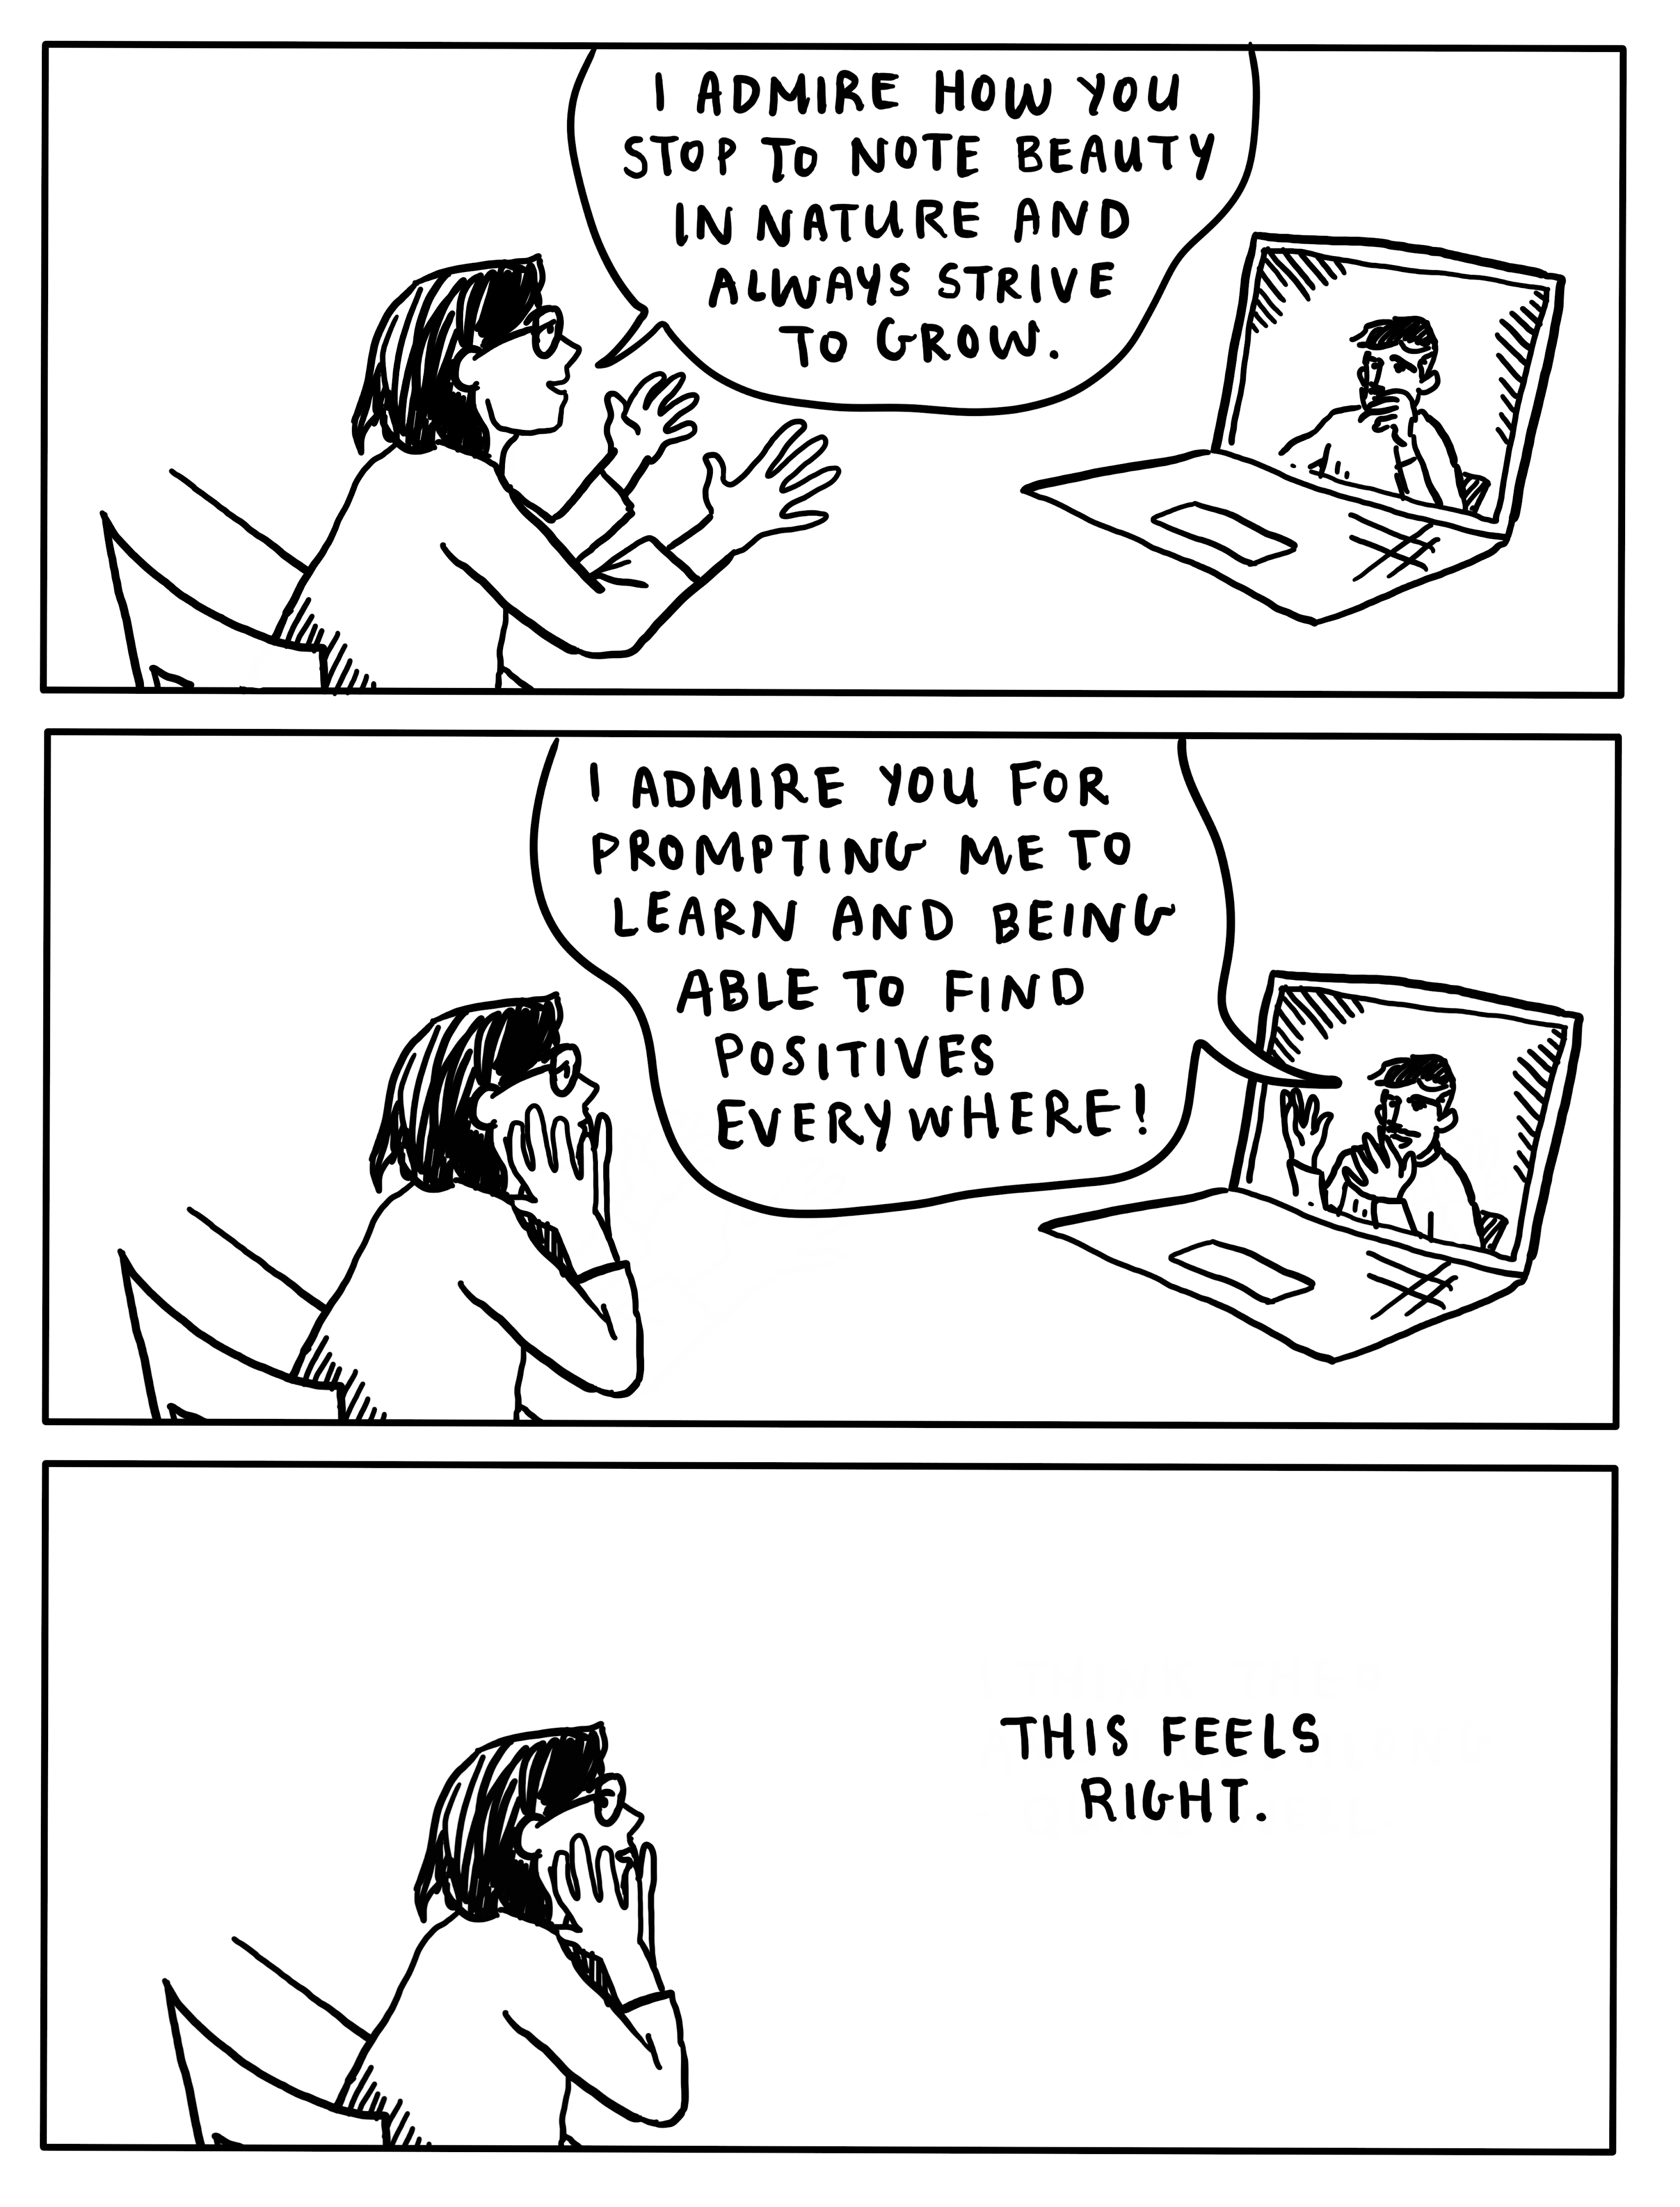 I ADMIRE HOW YOU
STOP TO NOTE BEAUTY
IN NATURE AND
ALWAYS STRIVE
TO GROW.
I ADMIRE YOU FOR
PROMPTING ME TO
LEARN AND BEING
ABLE TO FIND
POSITIVES
EVERYWHERE!
THIS FEELS
RIGHT.